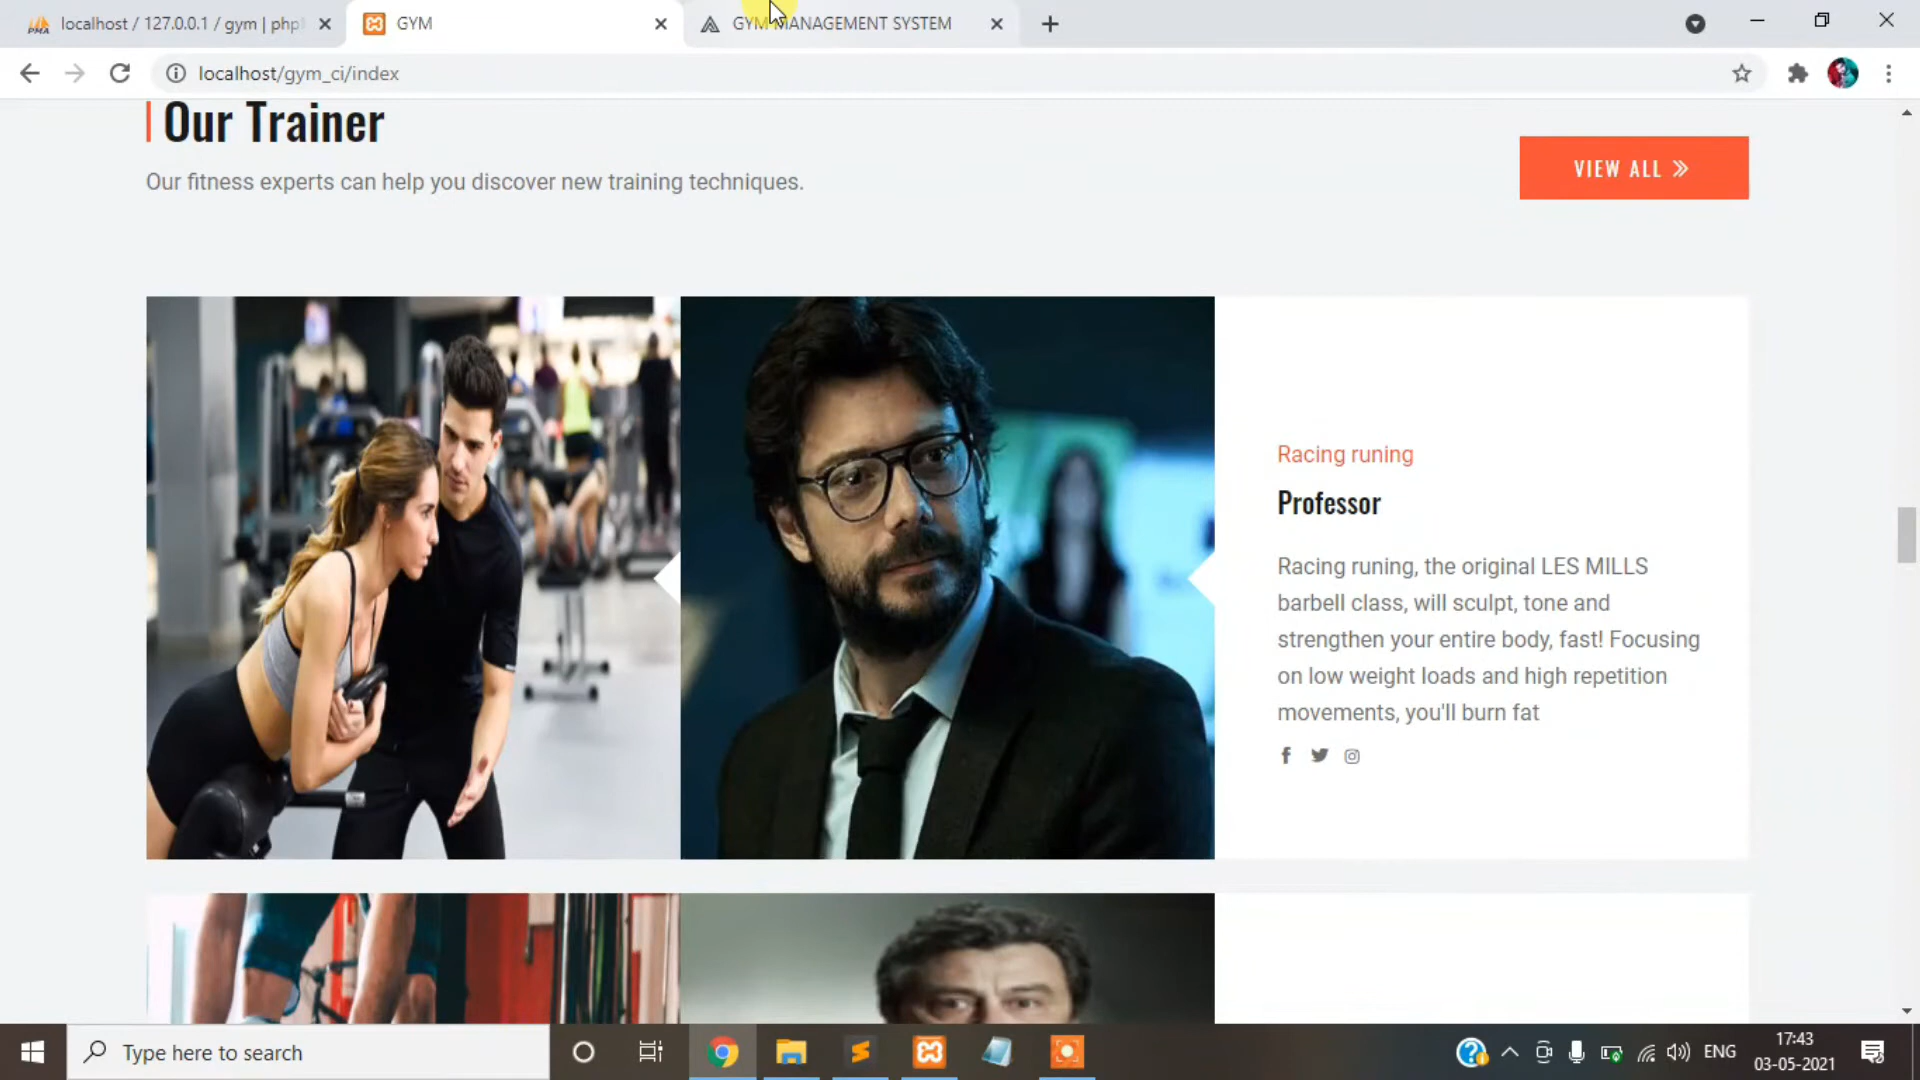 localhost / 127.0.0.1 / gym | php
GYM
GYM MANAGEMENT SYSTEM
localhost/gym_ci/index
Our Trainer
Our fitness experts can help you discover new training techniques.
VIEW ALL
Racing runing
Professor
Racing runing, the original LES MILLS
barbell class, will sculpt, tone and
strengthen your entire body, fast! Focusing
on low weight loads and high repetition
movements, you'll burn fat
Type here to search
ENG
17:43
03-05-2021